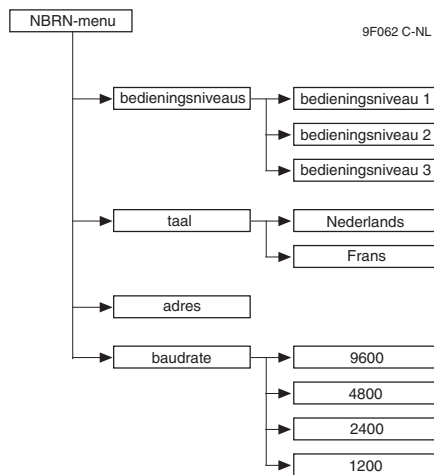 NBRN-menu
9F062 C-NL
bedieningsniveaus
bedieningsniveau 1
bedieningsniveau 2
bedieningsniveau 3
taal
Nederlands
Frans
adres
baudrate
9600
4800
2400
1200